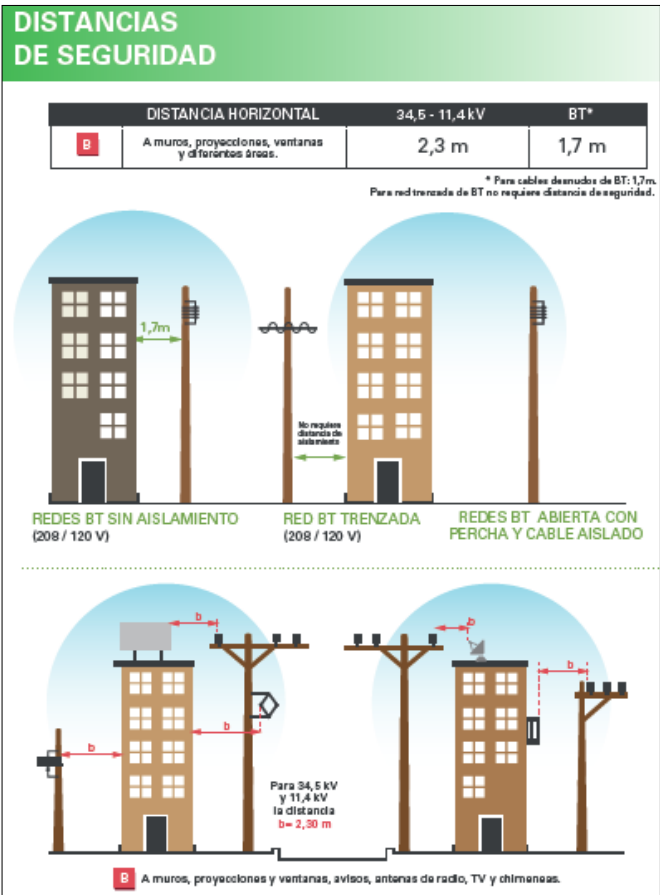 DISTANCIAS
DE SEGURIDAD
DISTANCIA HORIZONTAL 34,5 - 11,4 kV BT*
B A muros, proyecciones, ventanas y diferentes áreas. 2,3 m 1,7 m
* Para cables desnudos de BT: 1,7m.
Para red trenzada de BT no requiere distancia de seguridad.
1,7m
No requiere
distancia de
aislamiento
REDES BT SIN AISLAMIENTO
(208 / 120 V)
RED BT TRENZADA
(208 / 120 V)
REDES BT ABIERTA CON
PERCHA Y CABLE AISLADO
b
b
b
b
b
Para 34,5 kV
y 11,4 kV
la distancia
b= 2,30 m
B A muros, proyecciones y ventanas, avisos, antenas de radio, TV y chimeneas.